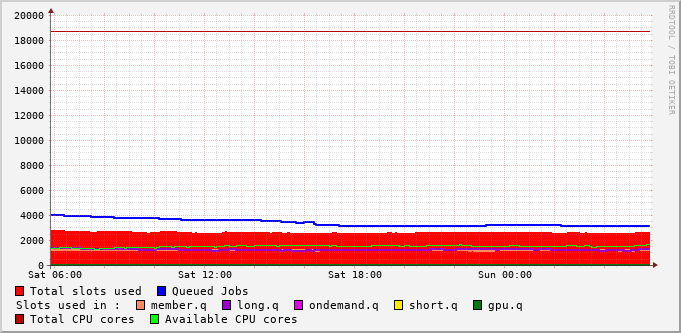 RRDTOOL / TOBI OETIKER
20000
18000
16000
14000
12000
10000
8000
6000
4000
2000
0
Sat 06:00 Sat 12:00 Sat 18:00 Sun 00:00
Total slots used Queued Jobs
Slots used in : member.q long.q ondemand.q short.q gpu.q
Total CPU cores Available CPU cores